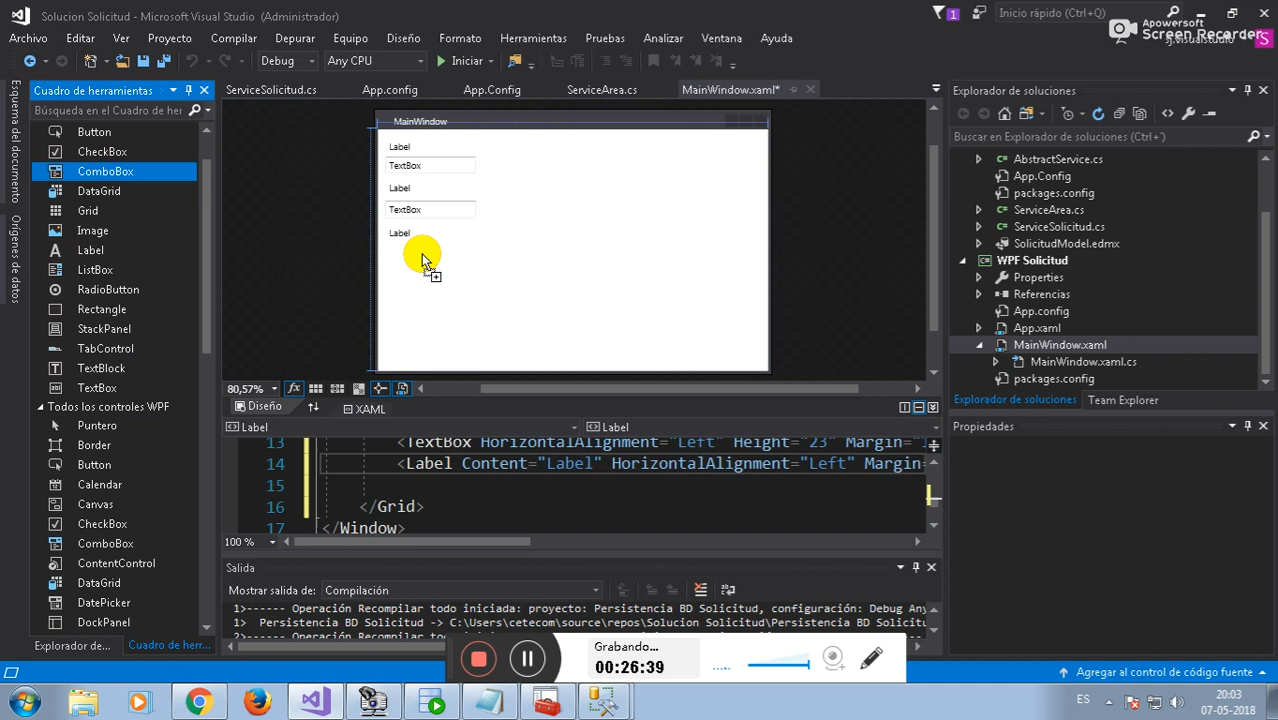 Solucion Solicitud - Microsoft Visual Studio (Administrador)
1
Inicio rápido (Ctrl+Q)
Apowersoft
Screen Recorder
Archivo Editar Ver Proyecto Compilar Depurar Equipo Diseño Formato Herramientas Pruebas Analizar Ventana Ayuda
sj.visualstudio
S
Debug Any CPU Iniciar
Esquema del documento
Orígenes de datos
Cuadro de herramientas
Búsqueda en el Cuadro de her
Button
CheckBox
ComboBox
DataGrid
Grid
Image
Label
ListBox
RadioButton
Rectangle
StackPanel
TabControl
TextBlock
TextBox
Todos los controles WPF
Puntero
Border
Button
Calendar
Canvas
CheckBox
ComboBox
ContentControl
DataGrid
DatePicker
DockPanel
Explorador de... Cuadro de herr...
ServiceSolicitud.cs App.config App.Config ServiceArea.cs MainWindow.xaml*
MainWindow
Label
TextBox
Label
TextBox
Label
80,57% fx
Diseño XAML
Label Label
13 <TextBox HorizontalAlignment="Left" Height="23" Margin=
14 <Label Content="Label" HorizontalAlignment="Left" Margin=
15
16 </Grid>
17 </Window>
100 %
Salida
Mostrar salida de: Compilación
1>------ Operación Recompilar todo iniciada: proyecto: Persistencia BD Solicitud, configuración: Debug Any
1> Persistencia BD Solicitud -> C:\Users\cetecom\source\repos\Solucion Solicitud\Persistencia BD Solicitud
Explorador de soluciones
Buscar en Explorador de soluciones (Ctrl+
AbstractService.cs
App.Config
packages.config
ServiceArea.cs
ServiceSolicitud.cs
SolicitudModel.edmx
WPF Solicitud
Properties
Referencias
App.config
App.xaml
MainWindow.xaml
MainWindow.xaml.cs
packages.config
Explorador de soluciones Team Explorer
Propiedades
Grabando...
00:26:39
Agregar al control de código fuente
ES
20:03
07-05-2018